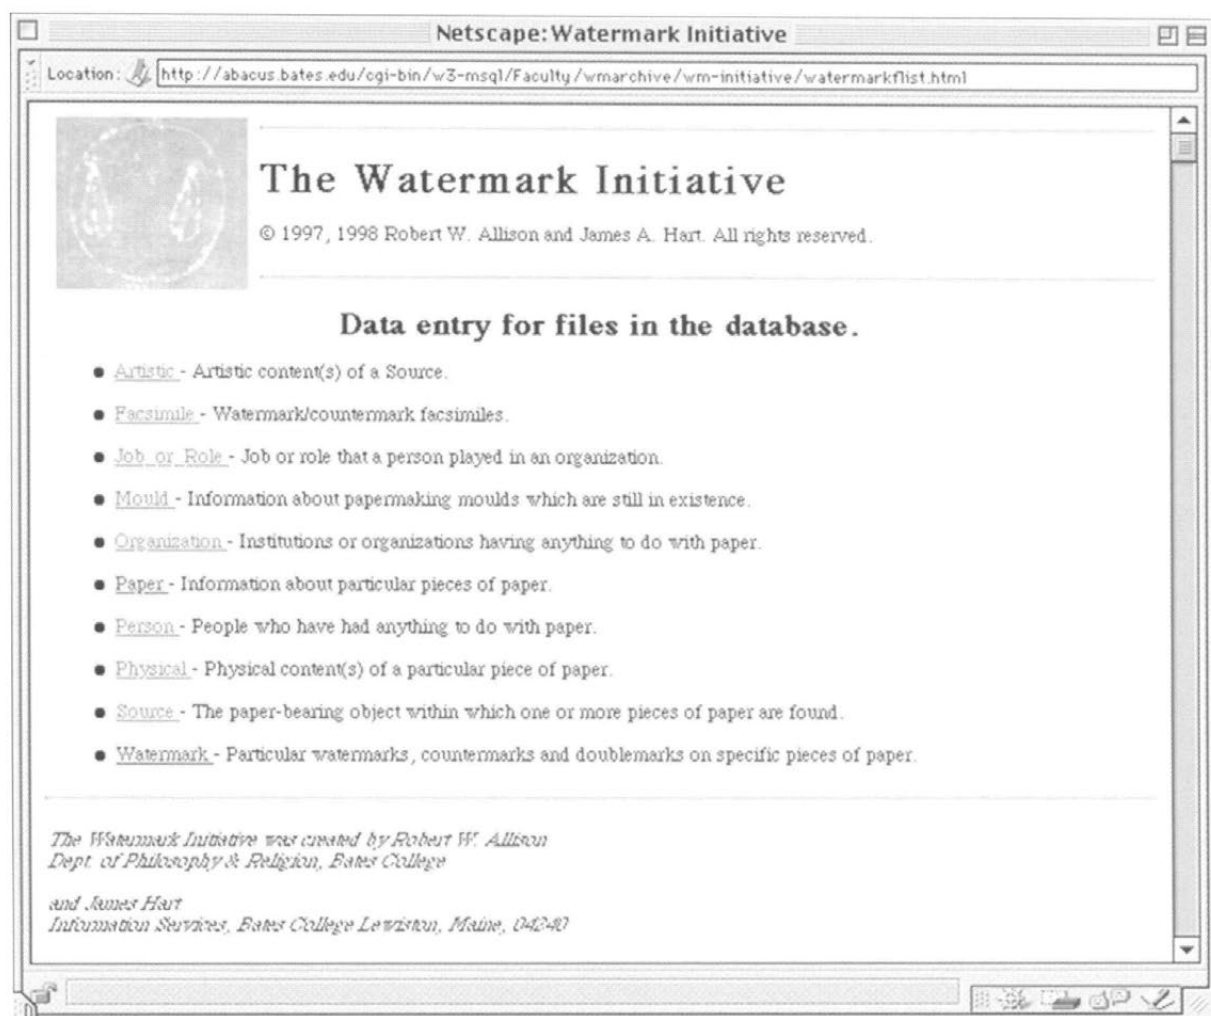 Netscape: Watermark Initiative
Location: http://abacus.bates.edu/cgi-bin/w3-msql/Faculty/wmarchive/wm-initiative/watermarkflist.html
The Watermark Initiative
© 1997, 1998 Robert W. Allison and James A. Hart. All rights reserved.
Data entry for files in the database.
• Artistic - Artistic content(s) of a Source.
• Facsimile - Watermark/countermark facsimiles.
• Job_or_Role - Job or role that a person played in an organization.
• Mould - Information about papermaking moulds which are still in existence.
• Organization - Institutions or organizations having anything to do with paper.
• Paper - Information about particular pieces of paper.
• Person - People who have had anything to do with paper.
• Physical - Physical content(s) of a particular piece of paper.
• Source - The paper-bearing object within which one or more pieces of paper are found.
• Watermark - Particular watermarks, countermarks and doublemarks on specific pieces of paper.
The Watermark Initiative was created by Robert W. Allison
Dept. of Philosophy & Religion, Bates College
and James Hart
Information Services, Bates College Lewiston, Maine, 04240